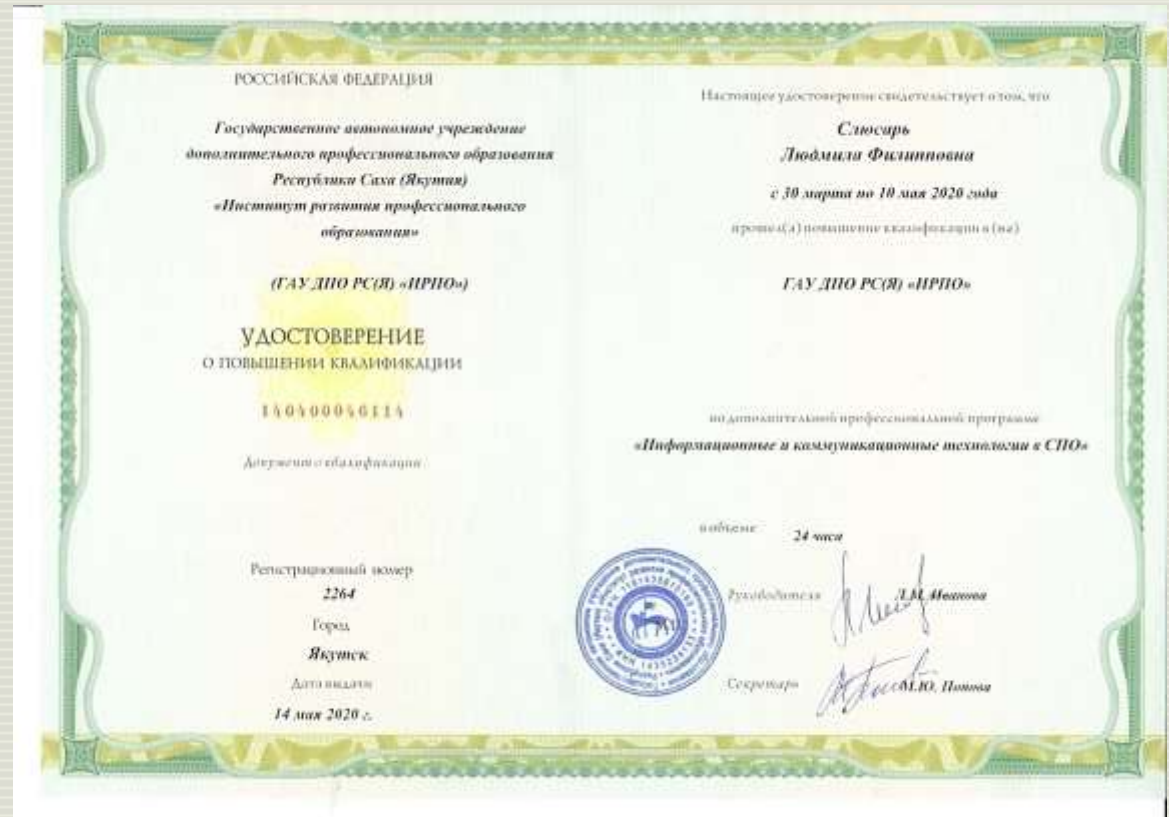 РОССИЙСКАЯ ФЕДЕРАЦИЯ
Государственное автономное учреждение
дополнительного профессионального образования
Республики Саха (Якутия)
«Институт развития профессионального
образования»
(ГАУ ДПО РС(Я) «ИРПО»)
УДОСТОВЕРЕНИЕ
О ПОВЫШЕНИИ КВАЛИФИКАЦИИ
140400040114
Документ о квалификации
Регистрационный номер
2264
Город
Якутск
Дата выдачи
14 мая 2020 г.
Настоящее удостоверение свидетельствует о том, что
Слюсарь
Людмила Филипповна
с 30 марта по 10 мая 2020 года
прошел(а) повышение квалификации в (на)
ГАУ ДПО РС(Я) «ИРПО»
по дополнительной профессиональной программе
«Информационные и коммуникационные технологии в СПО»
в объеме 24 часа
Руководитель Л.М. Иванова
Секретарь М.Ю. Попова